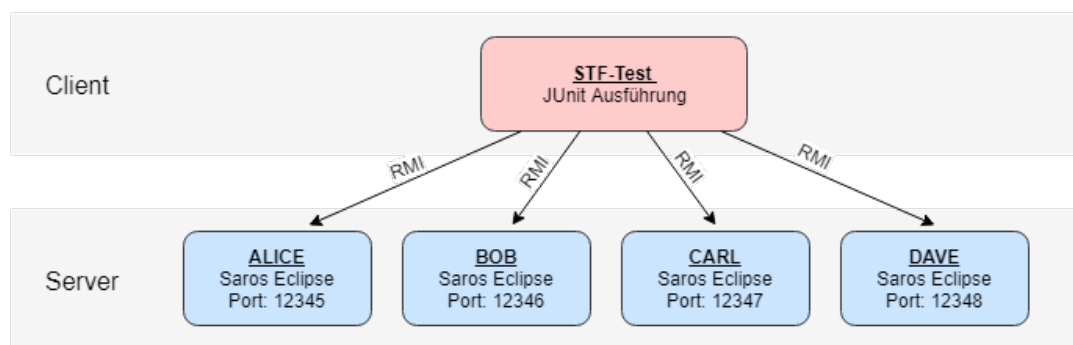 Client
STF-Test
JUnit Ausführung
RMI
RMI
RMI
RMI
Server
ALICE
Saros Eclipse
Port: 12345
BOB
Saros Eclipse
Port: 12346
CARL
Saros Eclipse
Port: 12347
DAVE
Saros Eclipse
Port: 12348